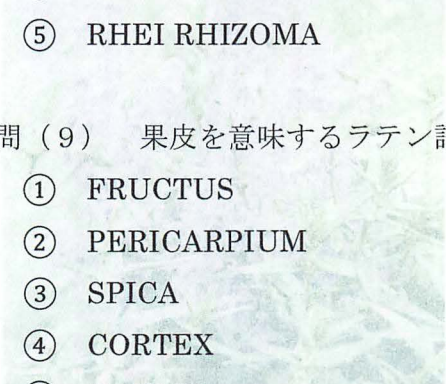 ⑤ RHEI RHIZOMA
問(9) 果皮を意味するラテン語
① FRUCTUS
② PERICARPIUM
③ SPICA
④ CORTEX